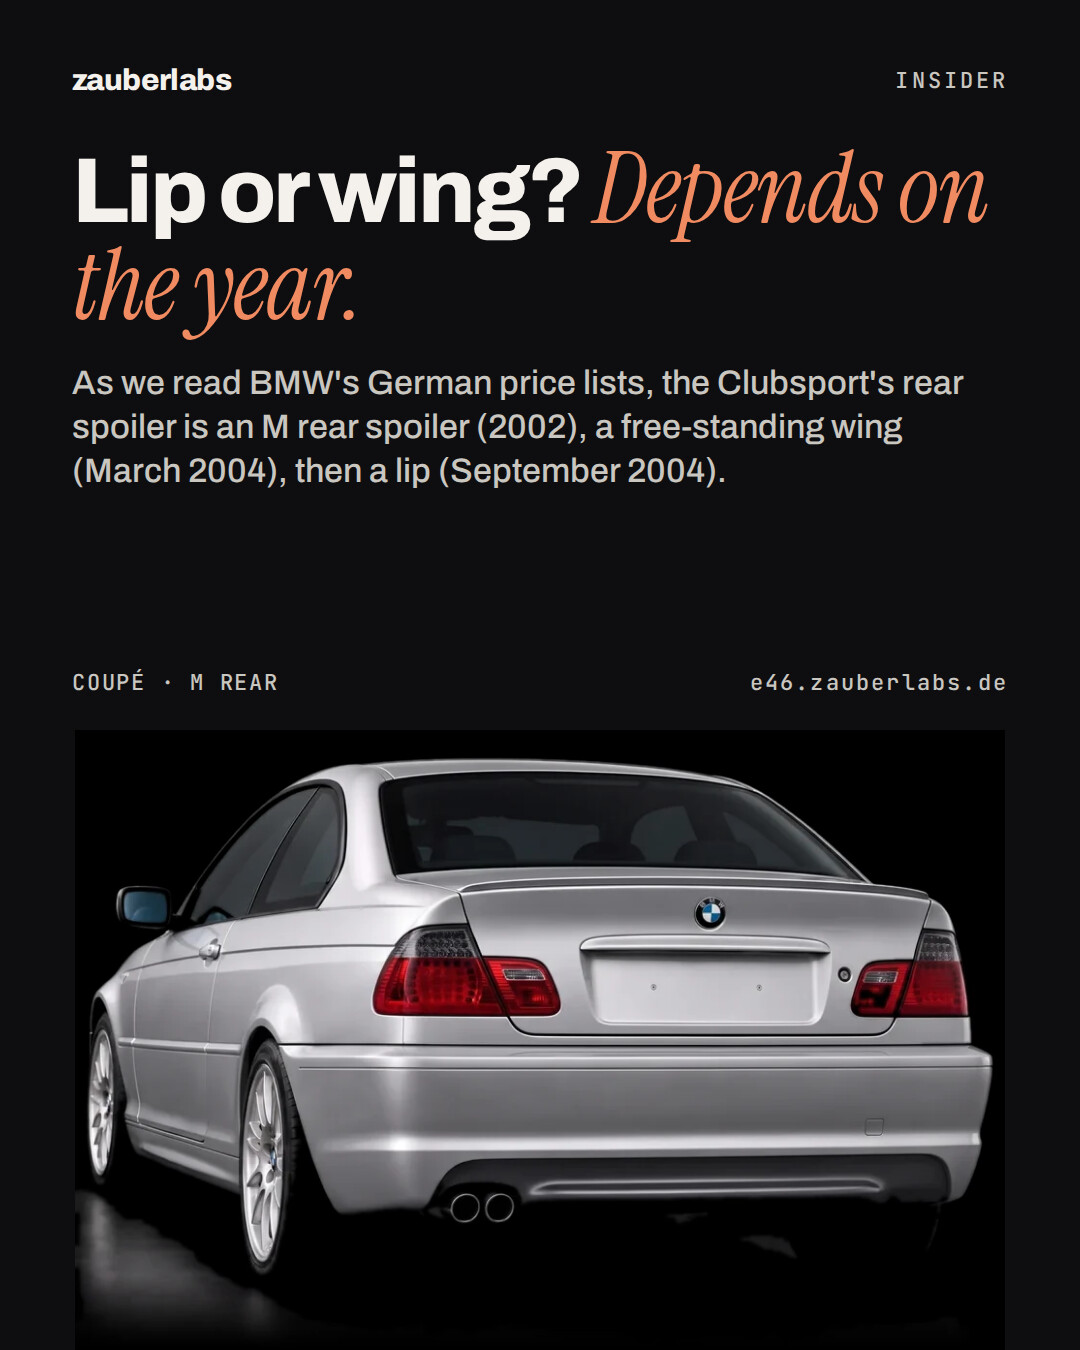 zauberlabs
INSIDER
Lip or wing? Depends on
the year.
As we read BMW's German price lists, the Clubsport's rear
spoiler is an M rear spoiler (2002), a free-standing wing
(March 2004), then a lip (September 2004).
COUPÉ · M REAR
e46.zauberlabs.de